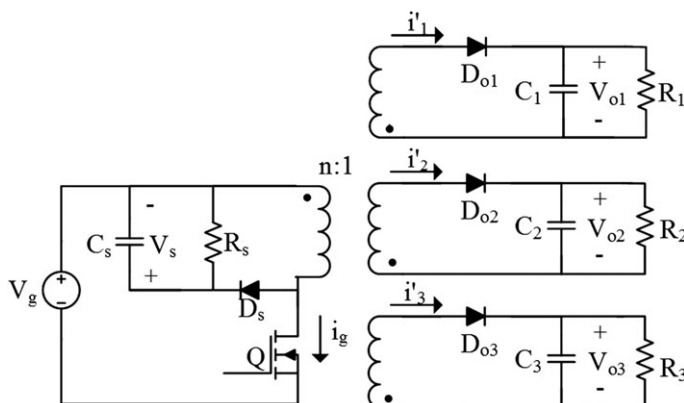 i'1
Do1
C1
+
Vo1
-
R1
n:1
i'2
Do2
C2
+
Vo2
-
R2
Vg
+
-
Cs
-
Vs
+
Rs
Ds
Q
ig
i'3
Do3
C3
+
Vo3
-
R3